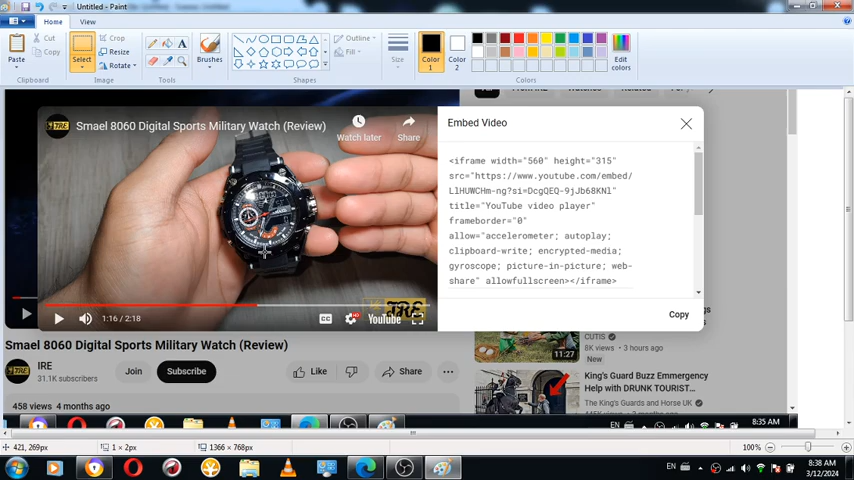 Untitled - Paint
Home
View
Paste
Cut
Copy
Clipboard
Select
Crop
Resize
Rotate
Image
Tools
Brushes
Shapes
Outline
Fill
Size
Color
1
Color
2
Colors
Edit
colors
IRE
Smael 8060 Digital Sports Military Watch (Review)
Watch later
Share
1:16 / 2:18
CC
HD
YouTube
IRE
Embed Video
<iframe width="560" height="315"
src="https://www.youtube.com/embed/
LlHUWCHm-ng?si=DcgQEQ-9jJb68KNl"
title="YouTube video player"
frameborder="0"
allow="accelerometer; autoplay;
clipboard-write; encrypted-media;
gyroscope; picture-in-picture; web-
share" allowfullscreen></iframe>
Copy
Smael 8060 Digital Sports Military Watch (Review)
IRE
31.1K subscribers
Join
Subscribe
Like
Share
458 views 4 months ago
11:27
CUTIS
8K views • 3 hours ago
New
King's Guard Buzz Emmergency
Help with DRUNK TOURIST...
The King's Guards and Horse UK
EN
8:35 AM
421, 269px
1 × 2px
1366 × 768px
100%
EN
8:38 AM
3/12/2024